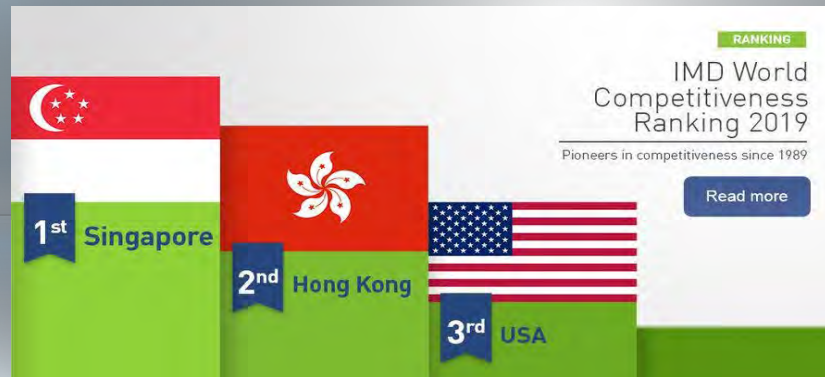 RANKING
IMD World
Competitiveness
Ranking 2019
Pioneers in competitiveness since 1989
Read more
1st Singapore
2nd Hong Kong
3rd USA